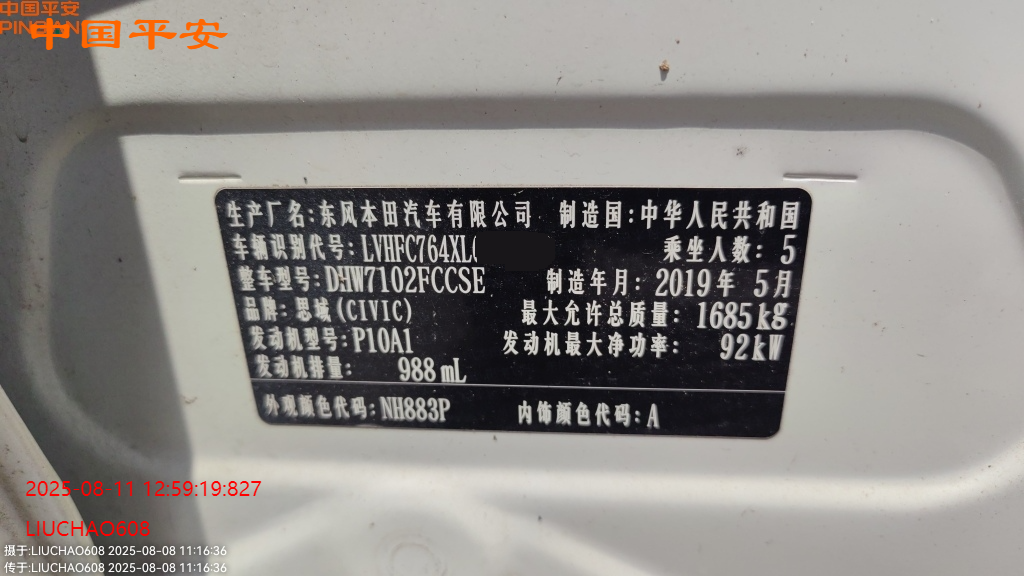 中国平安
PINGAN
中国平安
生产厂名:东风本田汽车有限公司 制造国:中华人民共和国
车辆识别代号:LVHFC764XL 乘坐人数:5
整车型号:DHW7102FCCSE 制造年月:2019年 5月
品牌:思域(CIVIC) 最大允许总质量:1685kg
发动机型号:P10A1 发动机最大净功率: 92kW
发动机排量: 988mL
外观颜色代码:NH883P 内饰颜色代码:A
2025-08-11 12:59:19:827
LIUCHAO608
摄于:LIUCHAO608 2025-08-08 11:16:36
传于:LIUCHAO608 2025-08-08 11:16:36